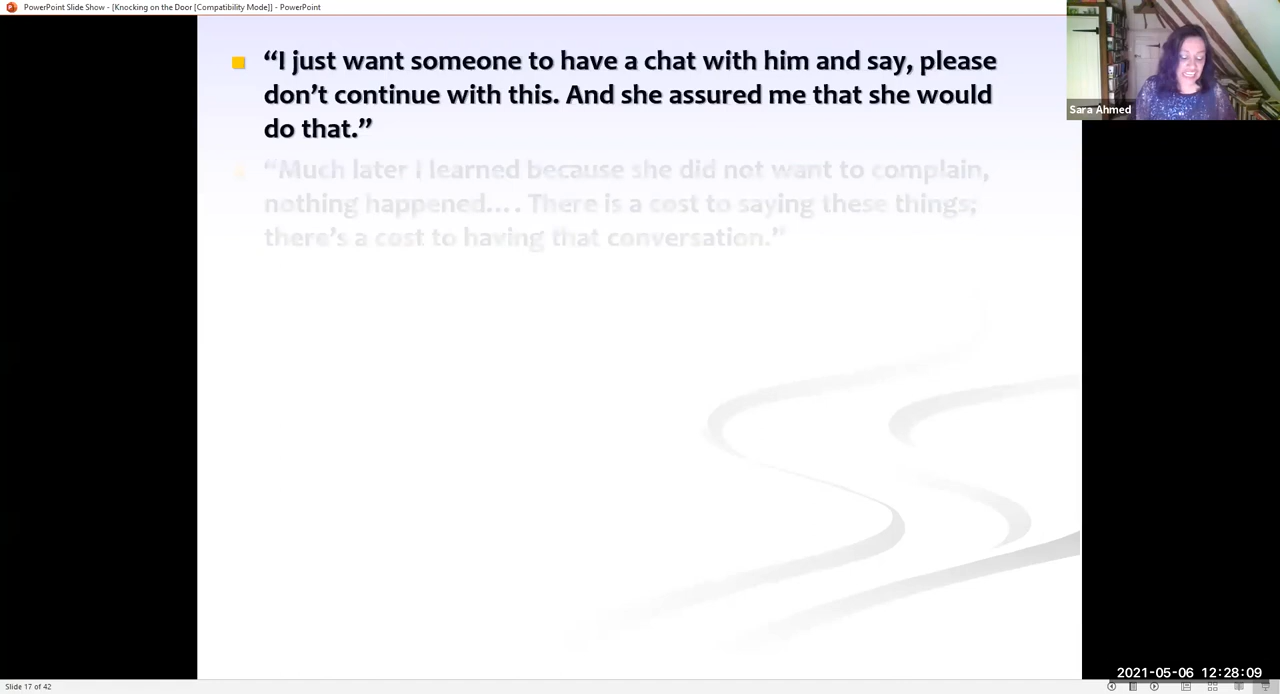 PowerPoint Slide Show - [Knocking on the Door [Compatibility Mode]] - PowerPoint
“I just want someone to have a chat with him and say, please
don’t continue with this. And she assured me that she would
do that.”
“Much later I learned because she did not want to complain,
nothing happened…. There is a cost to saying these things;
there’s a cost to having that conversation.”
Sara Ahmed
2021-05-06 12:28:09
Slide 17 of 42